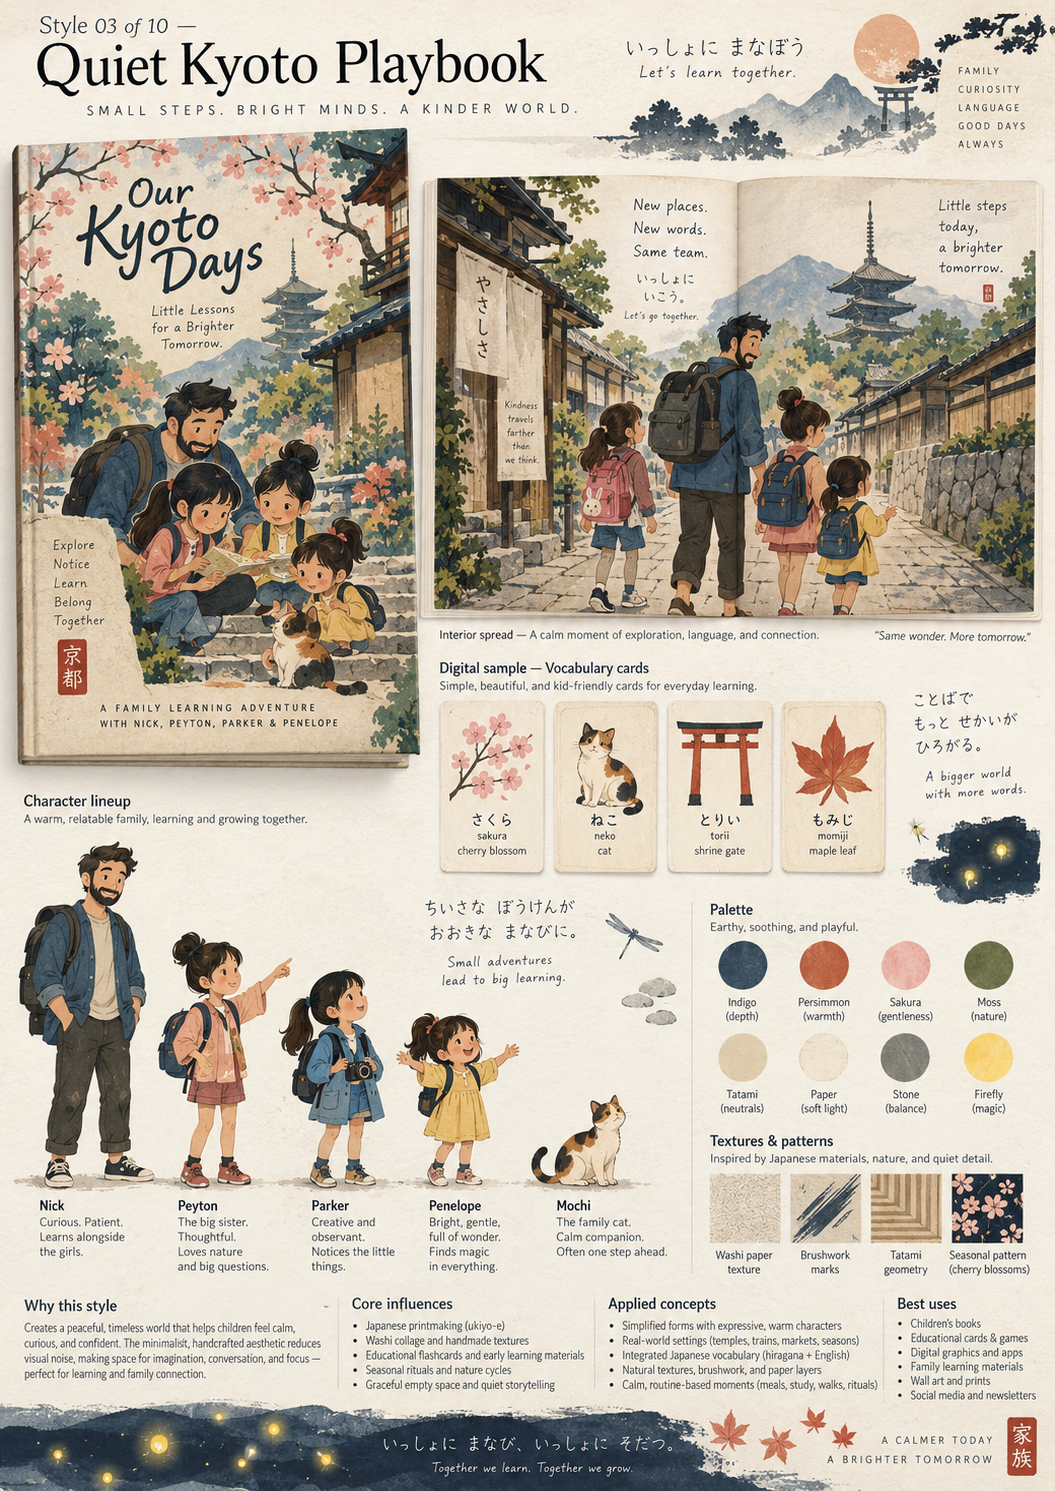 Style 03 of 10 —
Quiet Kyoto Playbook
SMALL STEPS. BRIGHT MINDS. A KINDER WORLD.
いっしょに まなぼう
Let's learn together.
FAMILY
CURIOSITY
LANGUAGE
GOOD DAYS
ALWAYS
Our
Kyoto
Days
Little Lessons
for a Brighter
Tomorrow.
Explore
Notice
Learn
Belong
Together
京都
A FAMILY LEARNING ADVENTURE
WITH NICK, PEYTON, PARKER & PENELOPE
やさしさ
Kindness
travels
farther
than
we think.
New places.
New words.
Same team.
いっしょに
いこう。
Let's go together.
Little steps
today,
a brighter
tomorrow.
Interior spread — A calm moment of exploration, language, and connection.
"Same wonder. More tomorrow."
Digital sample — Vocabulary cards
Simple, beautiful, and kid-friendly cards for everyday learning.
さくら
sakura
cherry blossom
ねこ
neko
cat
とりい
torii
shrine gate
もみじ
momiji
maple leaf
ことばで
もっと せかいが
ひろがる。
A bigger world
with more words.
Character lineup
A warm, relatable family, learning and growing together.
ちいさな ぼうけんが
おおきな まなびに。
Small adventures
lead to big learning.
Nick
Curious. Patient.
Learns alongside
the girls.
Peyton
The big sister.
Thoughtful.
Loves nature
and big questions.
Parker
Creative and
observant.
Notices the little
things.
Penelope
Bright, gentle,
full of wonder.
Finds magic
in everything.
Mochi
The family cat.
Calm companion.
Often one step ahead.
Palette
Earthy, soothing, and playful.
Indigo
(depth)
Persimmon
(warmth)
Sakura
(gentleness)
Moss
(nature)
Tatami
(neutrals)
Paper
(soft light)
Stone
(balance)
Firefly
(magic)
Textures & patterns
Inspired by Japanese materials, nature, and quiet detail.
Washi paper
texture
Brushwork
marks
Tatami
geometry
Seasonal pattern
(cherry blossoms)
Why this style
Creates a peaceful, timeless world that helps children feel calm,
curious, and confident. The minimalist, handcrafted aesthetic reduces
visual noise, making space for imagination, conversation, and focus —
perfect for learning and family connection.
Core influences
• Japanese printmaking (ukiyo-e)
• Washi collage and handmade textures
• Educational flashcards and early learning materials
• Seasonal rituals and nature cycles
• Graceful empty space and quiet storytelling
Applied concepts
• Simplified forms with expressive, warm characters
• Real-world settings (temples, trains, markets, seasons)
• Integrated Japanese vocabulary (hiragana + English)
• Natural textures, brushwork, and paper layers
• Calm, routine-based moments (meals, study, walks, rituals)
Best uses
• Children's books
• Educational cards & games
• Digital graphics and apps
• Family learning materials
• Wall art and prints
• Social media and newsletters
いっしょに まなび、いっしょに そだつ。
Together we learn. Together we grow.
A CALMER TODAY
A BRIGHTER TOMORROW
家族